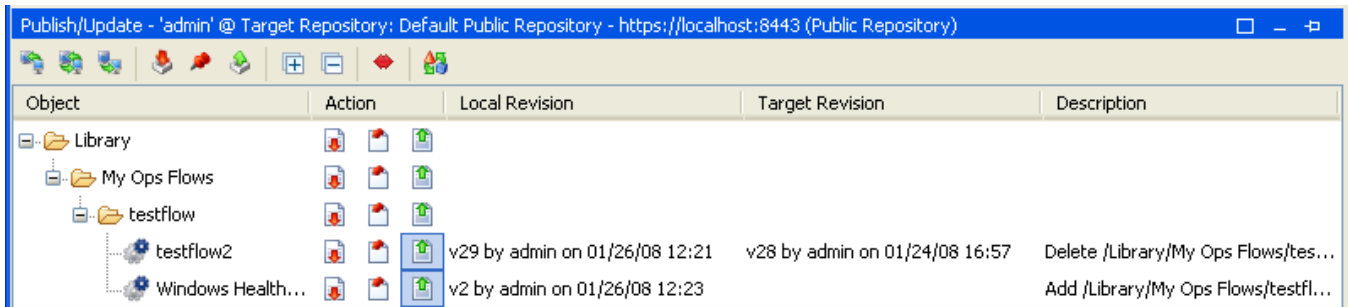 Publish/Update - 'admin' @ Target Repository: Default Public Repository - https://localhost:8443 (Public Repository)
Object Action Local Revision Target Revision Description
Library
My Ops Flows
testflow
testflow2 v29 by admin on 01/26/08 12:21 v28 by admin on 01/24/08 16:57 Delete /Library/My Ops Flows/tes...
Windows Health... v2 by admin on 01/26/08 12:23 Add /Library/My Ops Flows/testfl...